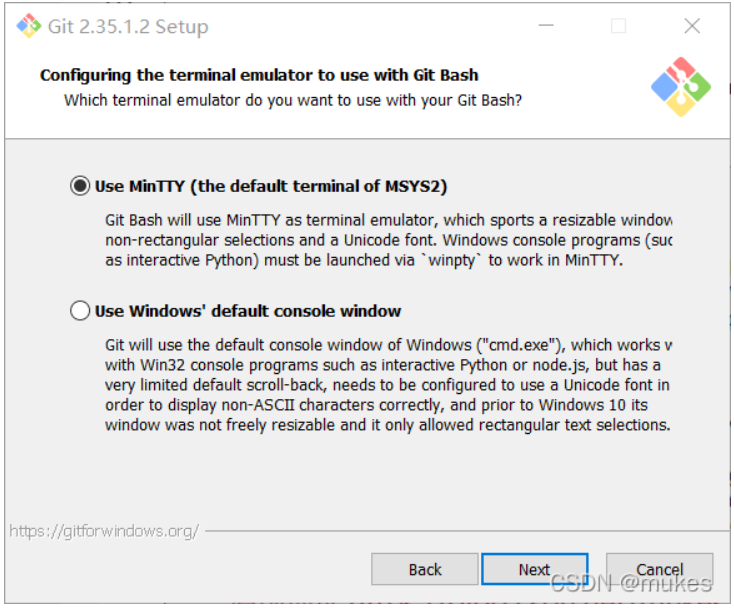 Git 2.35.1.2 Setup
Configuring the terminal emulator to use with Git Bash
Which terminal emulator do you want to use with your Git Bash?
Use MinTTY (the default terminal of MSYS2)
Git Bash will use MinTTY as terminal emulator, which sports a resizable window
non-rectangular selections and a Unicode font. Windows console programs (suc
as interactive Python) must be launched via `winpty` to work in MinTTY.
Use Windows' default console window
Git will use the default console window of Windows ("cmd.exe"), which works w
with Win32 console programs such as interactive Python or node.js, but has a
very limited default scroll-back, needs to be configured to use a Unicode font in
order to display non-ASCII characters correctly, and prior to Windows 10 its
window was not freely resizable and it only allowed rectangular text selections.
https://gitforwindows.org/
Back Next Cancel
CSDN @mukes